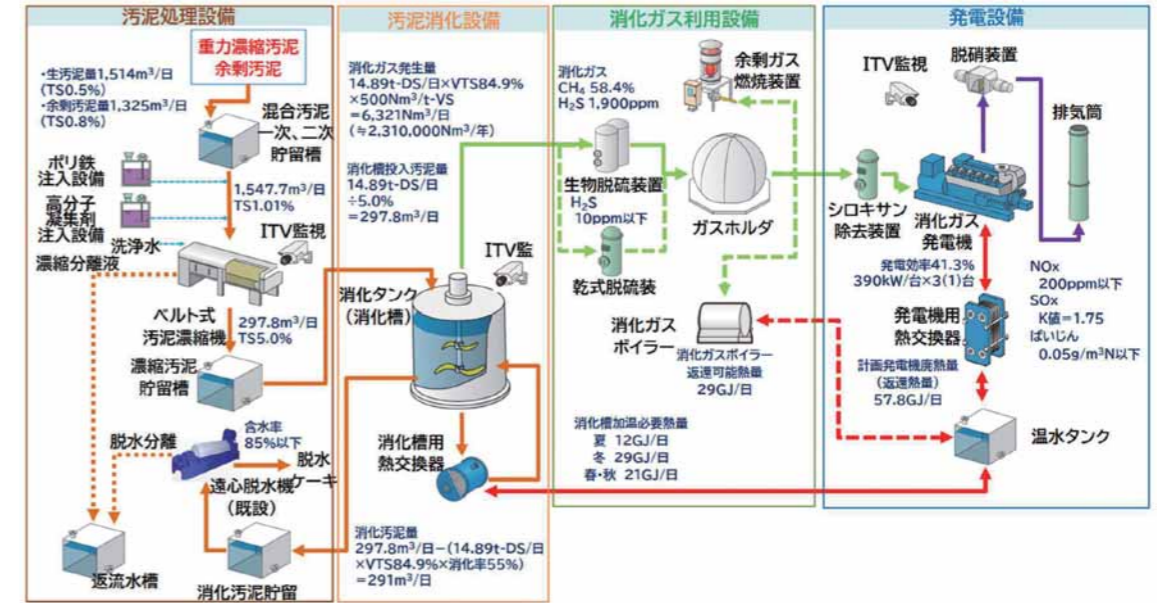 汚泥処理設備
重力濃縮汚泥
余剰汚泥
・生汚泥量1,514m³/日
(TS0.5%)
・余剰汚泥量1,325m³/日
(TS0.8%)
混合汚泥
一次、二次
貯留槽
ポリ鉄
注入設備
1,547.7m³/日
TS1.01%
高分子
凝集剤
注入設備
洗浄水
ITV監視
濃縮分離液
ベルト式
汚泥濃縮機
297.8m³/日
TS5.0%
濃縮汚泥
貯留槽
脱水分離
含水率
85%以下
脱水
ケーキ
遠心脱水機
(既設)
返流水槽
消化汚泥貯留
汚泥消化設備
消化ガス発生量
14.89t-DS/日×VTS84.9%
×500Nm³/t-VS
=6,321Nm³/日
(≒2,310,000Nm³/年)
消化槽投入汚泥量
14.89t-DS/日
÷5.0%
=297.8m³/日
ITV監
消化タンク
(消化槽)
消化槽用
熱交換器
消化汚泥量
297.8m³/日−(14.89t-DS/日
×VTS84.9%×消化率55%)
=291m³/日
消化ガス利用設備
消化ガス
CH₄ 58.4%
H₂S 1,900ppm
余剰ガス
燃焼装置
生物脱硫装置
H₂S
10ppm以下
ガスホルダ
乾式脱硫装
消化ガス
ボイラー
消化ガスボイラー
返還可能熱量
29GJ/日
消化槽加温必要熱量
夏 12GJ/日
冬 29GJ/日
春・秋 21GJ/日
発電設備
ITV監視
脱硝装置
排気筒
シロキサン
除去装置
消化ガス
発電機
発電効率41.3%
390kW/台×3(1)台
NOx
200ppm以下
SOx
K値=1.75
ばいじん
0.05g/m³N以下
発電機用
熱交換器
計画発電機廃熱量
(返還熱量)
57.8GJ/日
温水タンク